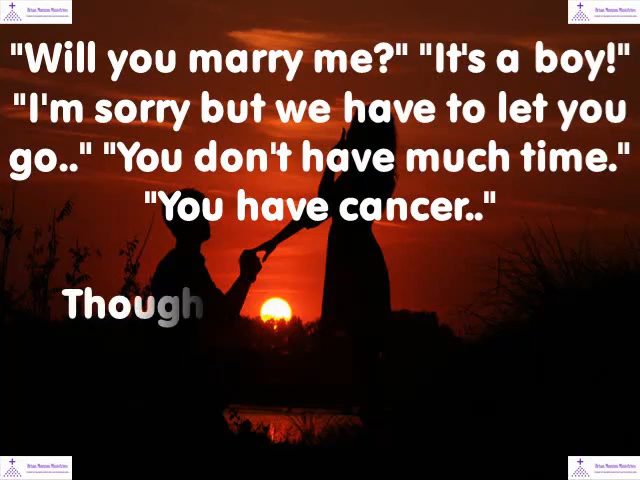 "Will you marry me?" "It's a boy!"
"I'm sorry but we have to let you
go.." "You don't have much time."
"You have cancer.."
Though